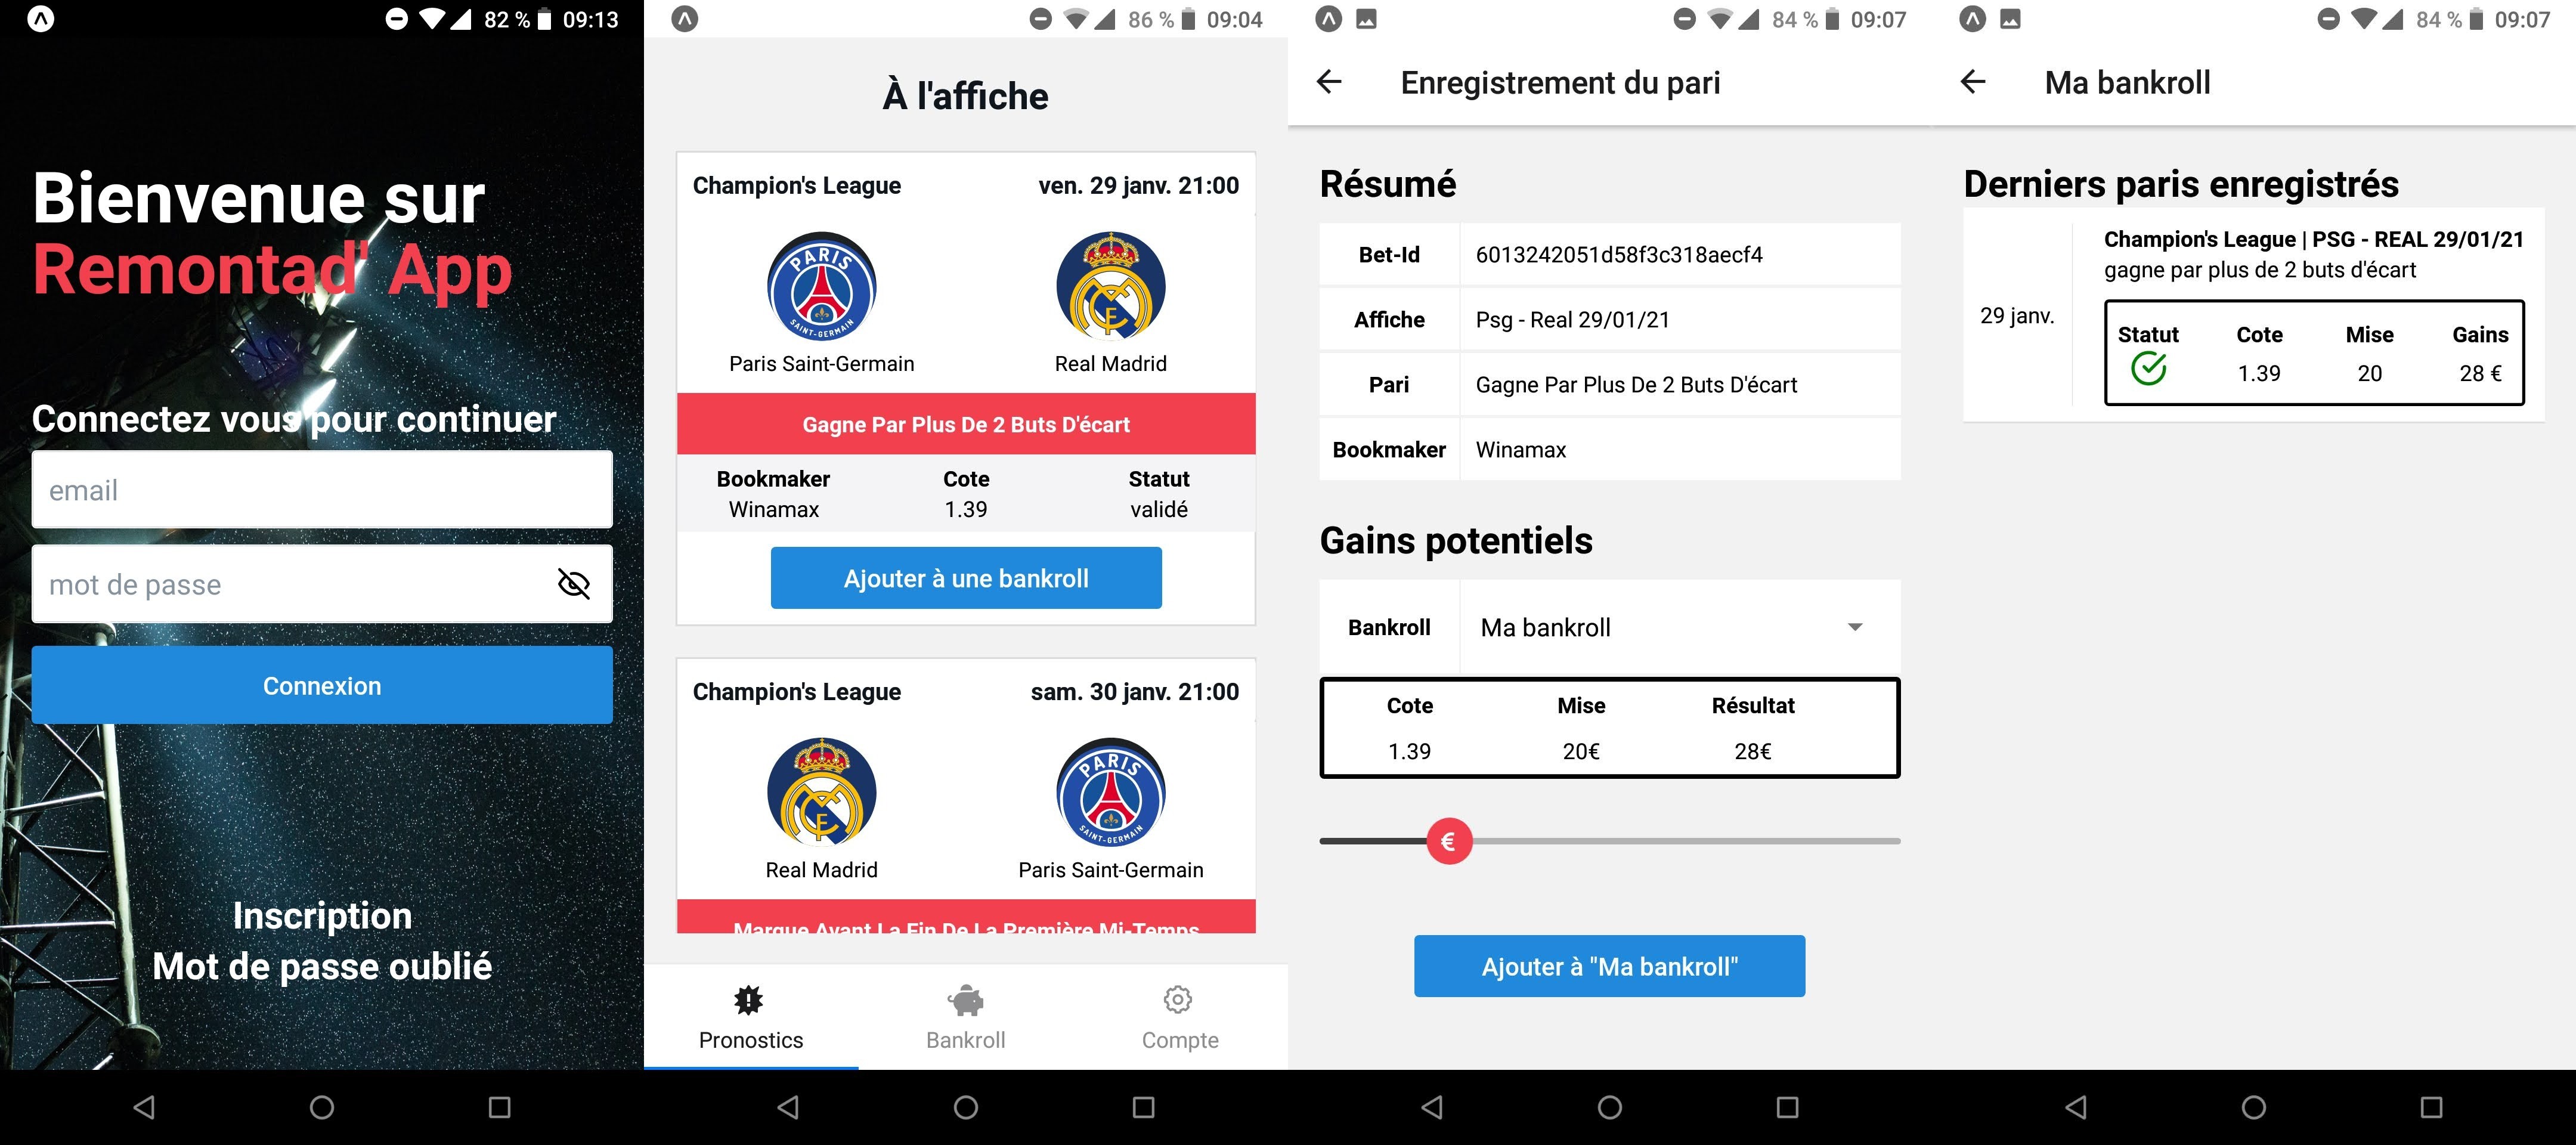 82 % 09:13
Bienvenue sur
Remontad' App
Connectez vous pour continuer
email
mot de passe
Connexion
Inscription
Mot de passe oublié
86 % 09:04
À l'affiche
Champion's League ven. 29 janv. 21:00
PARIS
SAINT-GERMAIN
Paris Saint-Germain Real Madrid
Gagne Par Plus De 2 Buts D'écart
Bookmaker Cote Statut
Winamax 1.39 validé
Ajouter à une bankroll
Champion's League sam. 30 janv. 21:00
PARIS
SAINT-GERMAIN
Real Madrid Paris Saint-Germain
Marque Avant La Fin De La Première Mi-Temps
Pronostics Bankroll Compte
84 % 09:07
Enregistrement du pari
Résumé
Bet-Id 6013242051d58f3c318aecf4
Affiche Psg - Real 29/01/21
Pari Gagne Par Plus De 2 Buts D'écart
Bookmaker Winamax
Gains potentiels
Bankroll Ma bankroll
Cote Mise Résultat
1.39 20€ 28€
€
Ajouter à "Ma bankroll"
84 % 09:07
Ma bankroll
Derniers paris enregistrés
Champion's League | PSG - REAL 29/01/21
gagne par plus de 2 buts d'écart
29 janv.
Statut Cote Mise Gains
1.39 20 28 €